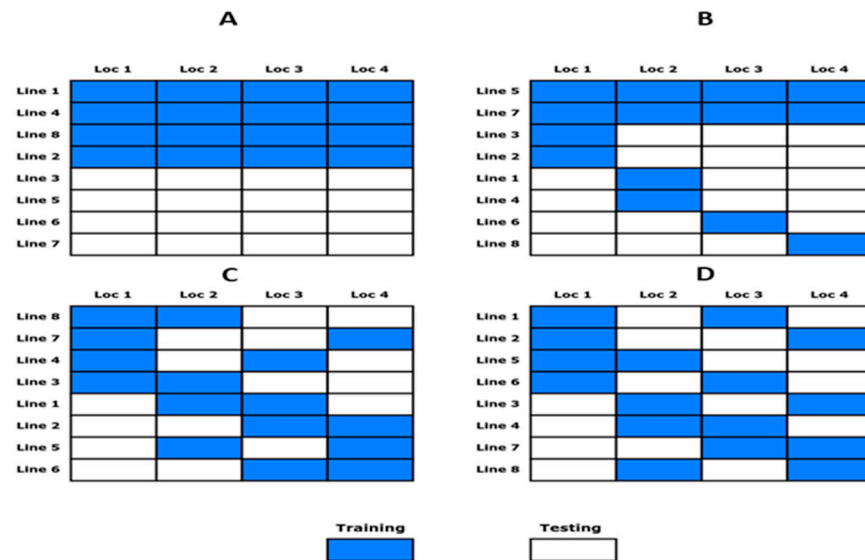 A
B
Loc 1 Loc 2 Loc 3 Loc 4
Line 1
Line 4
Line 8
Line 2
Line 3
Line 5
Line 6
Line 7
Loc 1 Loc 2 Loc 3 Loc 4
Line 5
Line 7
Line 3
Line 2
Line 1
Line 4
Line 6
Line 8
C
D
Loc 1 Loc 2 Loc 3 Loc 4
Line 8
Line 7
Line 4
Line 3
Line 1
Line 2
Line 5
Line 6
Loc 1 Loc 2 Loc 3 Loc 4
Line 1
Line 2
Line 5
Line 6
Line 3
Line 4
Line 7
Line 8
Training
Testing